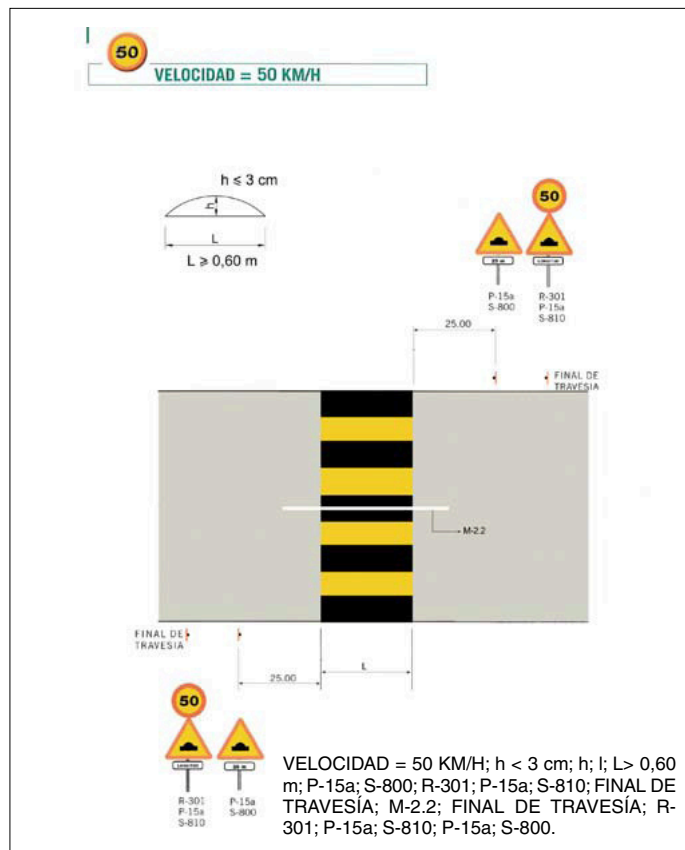 50
VELOCIDAD = 50 KM/H
h ≤ 3 cm
h
L
L ≥ 0,60 m
50
25 m
P-15a
S-800
R-301
P-15a
S-810
25.00
FINAL DE
TRAVESIA
M-2.2
FINAL DE
TRAVESIA
25.00
L
50
25 m
R-301
P-15a
S-810
P-15a
S-800
VELOCIDAD = 50 KM/H; h < 3 cm; h; l; L> 0,60
m; P-15a; S-800; R-301; P-15a; S-810; FINAL DE
TRAVESÍA; M-2.2; FINAL DE TRAVESÍA; R-
301; P-15a; S-810; P-15a; S-800.